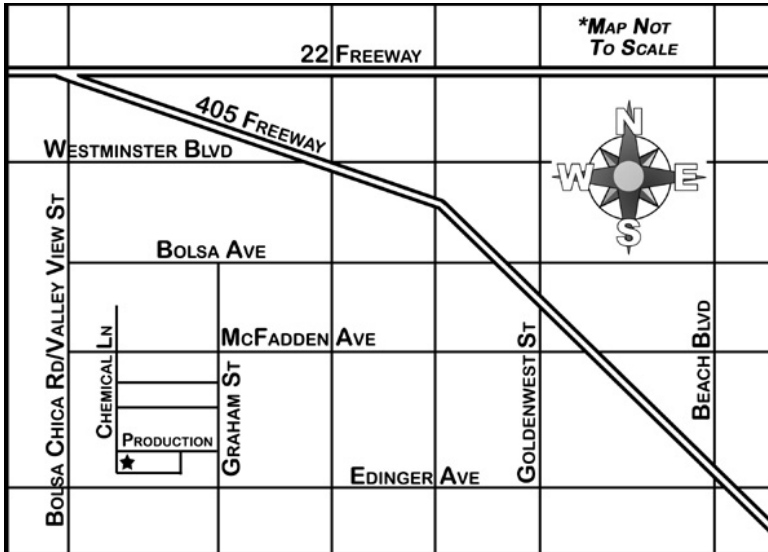 *Map Not
To Scale
22 Freeway
405 Freeway
N
W E
S
Westminster Blvd
Bolsa Ave
Bolsa Chica Rd/Valley View St
Chemical Ln
McFadden Ave
Graham St
Goldenwest St
Beach Blvd
Production
Edinger Ave